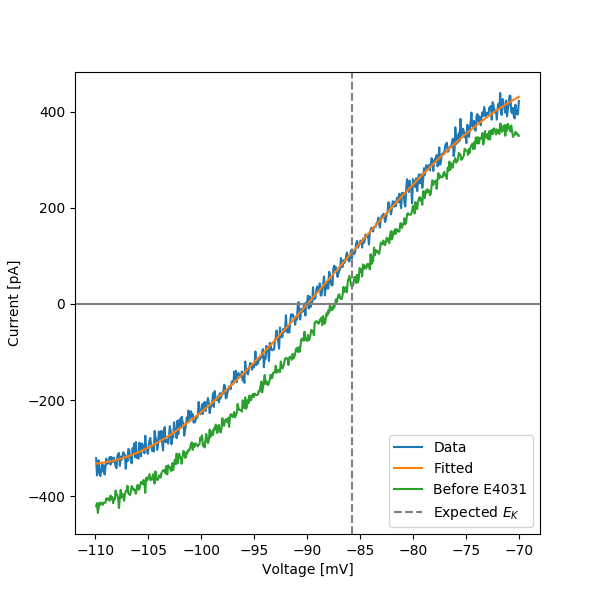 400
200
0
−200
−400
Current [pA]
Data
Fitted
Before E4031
Expected E_K
−110 −105 −100 −95 −90 −85 −80 −75 −70
Voltage [mV]